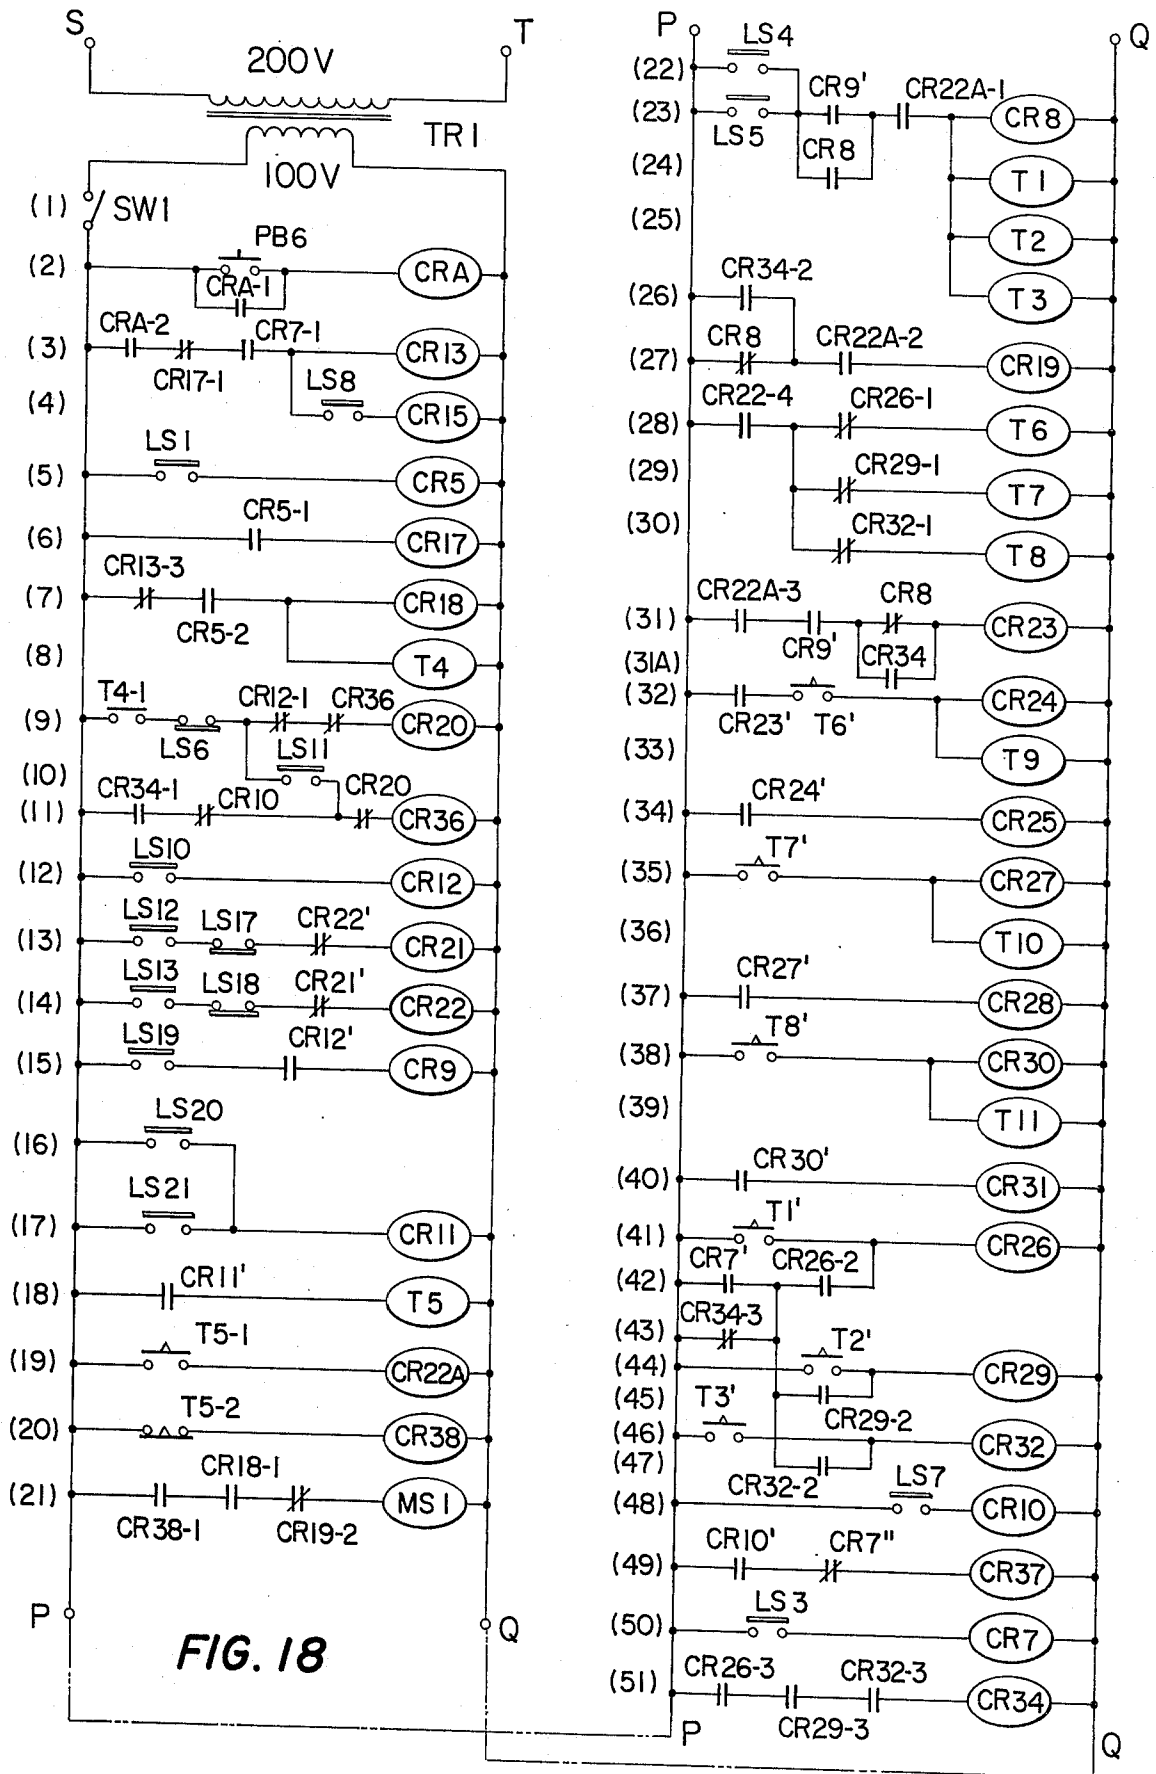 S
T
200V
TR1
100V
(1) SW1
PB6
(2) CRA
CRA-1
CRA-2 CR7-1
(3) CR13
CR17-1 LS8
(4) CR15
LS1
(5) CR5
CR5-1
(6) CR17
CR13-3
(7) CR18
CR5-2
(8) T4
T4-1 CR12-1 CR36
(9) CR20
LS6 LS11
(10)
CR34-1 CR10 CR20
(11) CR36
LS10
(12) CR12
LS12 LS17 CR22'
(13) CR21
LS13 LS18 CR21'
(14) CR22
LS19 CR12'
(15) CR9
LS20
(16)
LS21
(17) CR11
CR11'
(18) T5
T5-1
(19) CR22A
T5-2
(20) CR38
CR18-1
(21) MS1
CR38-1 CR19-2
P Q
FIG. 18
P Q
LS4
(22)
CR9' CR22A-1
(23) CR8
LS5 CR8
(24) T1
(25) T2
T3
CR34-2
(26)
CR8 CR22A-2
(27) CR19
CR22-4 CR26-1
(28) T6
CR29-1
(29) T7
CR32-1
(30) T8
CR22A-3 CR8
(31) CR23
CR9' CR34
(31A)
(32) CR24
CR23' T6'
(33) T9
CR24'
(34) CR25
T7'
(35) CR27
(36) T10
CR27'
(37) CR28
T8'
(38) CR30
(39) T11
CR30'
(40) CR31
T1'
(41) CR26
CR7' CR26-2
(42)
CR34-3
(43)
T2'
(44) CR29
(45)
T3' CR29-2
(46) CR32
(47)
CR32-2 LS7
(48) CR10
CR10' CR7"
(49) CR37
LS3
(50) CR7
CR26-3 CR32-3
(51) CR34
CR29-3
P Q